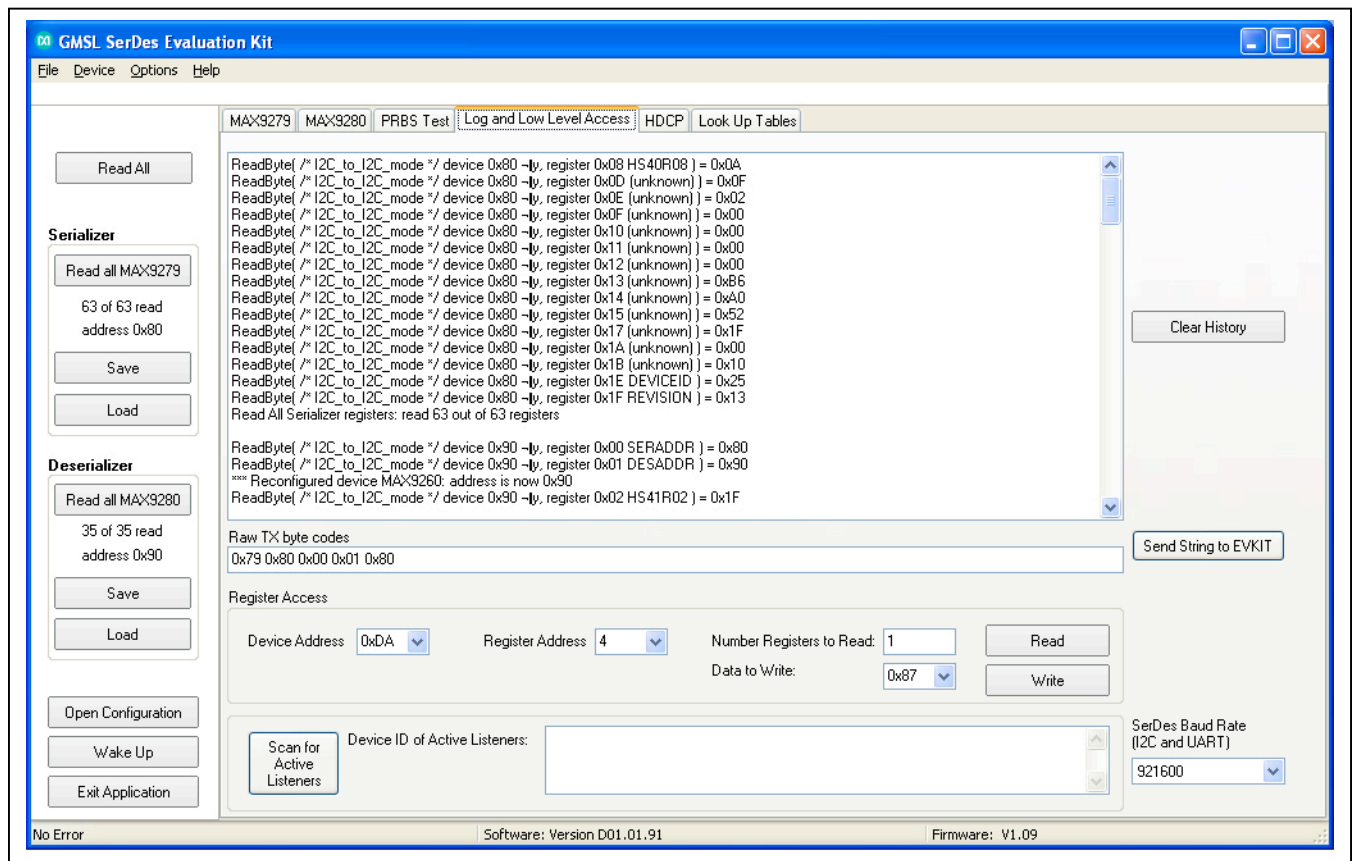 GMSL SerDes Evaluation Kit
File Device Options Help
MAX9279 MAX9280 PRBS Test Log and Low Level Access HDCP Look Up Tables
Read All
Serializer
Read all MAX9279
63 of 63 read
address 0x80
Save
Load
Deserializer
Read all MAX9280
35 of 35 read
address 0x90
Save
Load
Open Configuration
Wake Up
Exit Application
ReadByte( /* I2C_to_I2C_mode */ device 0x80 ¬ly, register 0x08 HS40R08 ) = 0x0A
ReadByte( /* I2C_to_I2C_mode */ device 0x80 ¬ly, register 0x0D (unknown) ) = 0x0F
ReadByte( /* I2C_to_I2C_mode */ device 0x80 ¬ly, register 0x0E (unknown) ) = 0x02
ReadByte( /* I2C_to_I2C_mode */ device 0x80 ¬ly, register 0x0F (unknown) ) = 0x00
ReadByte( /* I2C_to_I2C_mode */ device 0x80 ¬ly, register 0x10 (unknown) ) = 0x00
ReadByte( /* I2C_to_I2C_mode */ device 0x80 ¬ly, register 0x11 (unknown) ) = 0x00
ReadByte( /* I2C_to_I2C_mode */ device 0x80 ¬ly, register 0x12 (unknown) ) = 0x00
ReadByte( /* I2C_to_I2C_mode */ device 0x80 ¬ly, register 0x13 (unknown) ) = 0xB6
ReadByte( /* I2C_to_I2C_mode */ device 0x80 ¬ly, register 0x14 (unknown) ) = 0xA0
ReadByte( /* I2C_to_I2C_mode */ device 0x80 ¬ly, register 0x15 (unknown) ) = 0x52
ReadByte( /* I2C_to_I2C_mode */ device 0x80 ¬ly, register 0x17 (unknown) ) = 0x1F
ReadByte( /* I2C_to_I2C_mode */ device 0x80 ¬ly, register 0x1A (unknown) ) = 0x00
ReadByte( /* I2C_to_I2C_mode */ device 0x80 ¬ly, register 0x1B (unknown) ) = 0x10
ReadByte( /* I2C_to_I2C_mode */ device 0x80 ¬ly, register 0x1E DEVICEID ) = 0x25
ReadByte( /* I2C_to_I2C_mode */ device 0x80 ¬ly, register 0x1F REVISION ) = 0x13
Read All Serializer registers: read 63 out of 63 registers
ReadByte( /* I2C_to_I2C_mode */ device 0x90 ¬ly, register 0x00 SERADDR ) = 0x80
ReadByte( /* I2C_to_I2C_mode */ device 0x90 ¬ly, register 0x01 DESADDR ) = 0x90
*** Reconfigured device MAX9260: address is now 0x90
ReadByte( /* I2C_to_I2C_mode */ device 0x90 ¬ly, register 0x02 HS41R02 ) = 0x1F
Clear History
Raw TX byte codes
0x79 0x80 0x00 0x01 0x80
Send String to EVKIT
Register Access
Device Address 0xDA Register Address 4 Number Registers to Read: 1 Read
Data to Write: 0x87 Write
Scan for
Active
Listeners
Device ID of Active Listeners:
SerDes Baud Rate
(I2C and UART)
921600
No Error Software: Version D01.01.91 Firmware: V1.09